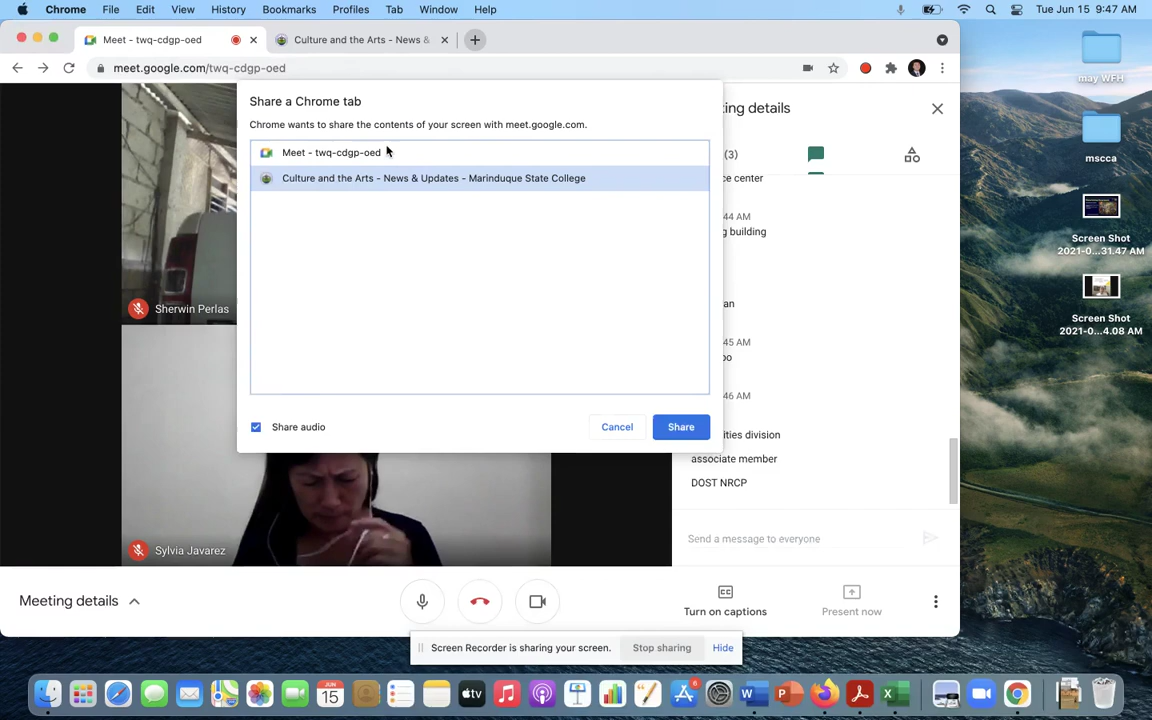 Chrome File Edit View History Bookmarks Profiles Tab Window Help Tue Jun 15 9:47 AM
Meet - twq-cdgp-oed Culture and the Arts - News &
meet.google.com/twq-cdgp-oed
may WFH
Share a Chrome tab
ing details
Chrome wants to share the contents of your screen with meet.google.com.
Meet - twq-cdgp-oed
(3)
mscca
Culture and the Arts - News & Updates - Marinduque State College
ce center
44 AM
g building
Screen Shot
2021-0...31.47 AM
an
Sherwin Perlas
Screen Shot
2021-0...4.08 AM
45 AM
oo
46 AM
Share audio
Cancel
Share
ities division
associate member
DOST NRCP
Send a message to everyone
Sylvia Javarez
Meeting details
Turn on captions
Present now
Screen Recorder is sharing your screen. Stop sharing Hide
JUN
15
tv
6
W
P
X